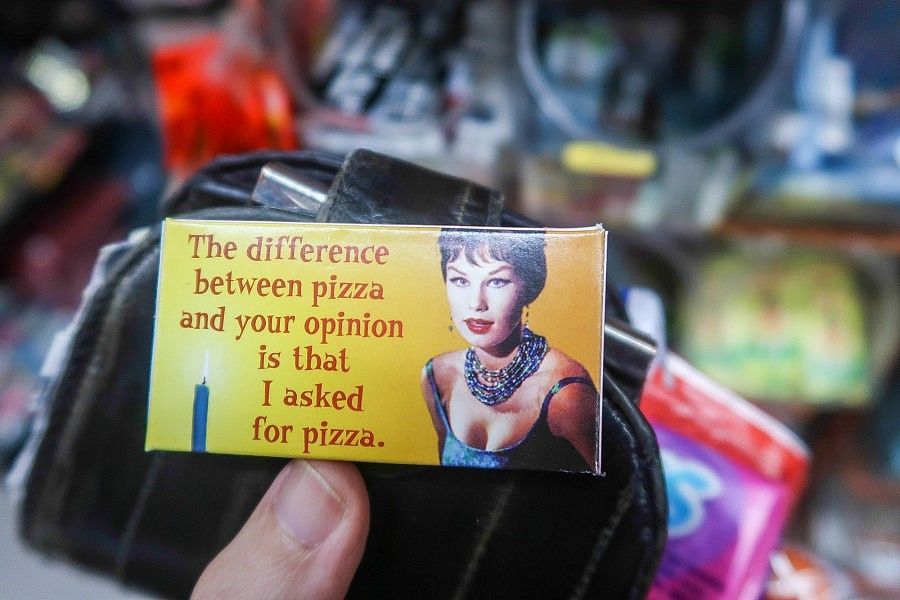 The difference
between pizza
and your opinion
is that
I asked
for pizza.